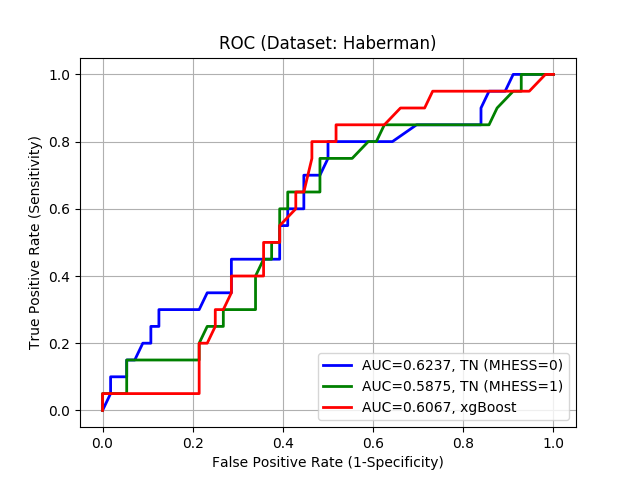 ROC (Dataset: Haberman)
True Positive Rate (Sensitivity)
1.0
0.8
0.6
0.4
0.2
0.0
AUC=0.6237, TN (MHESS=0)
AUC=0.5875, TN (MHESS=1)
AUC=0.6067, xgBoost
0.0 0.2 0.4 0.6 0.8 1.0
False Positive Rate (1-Specificity)